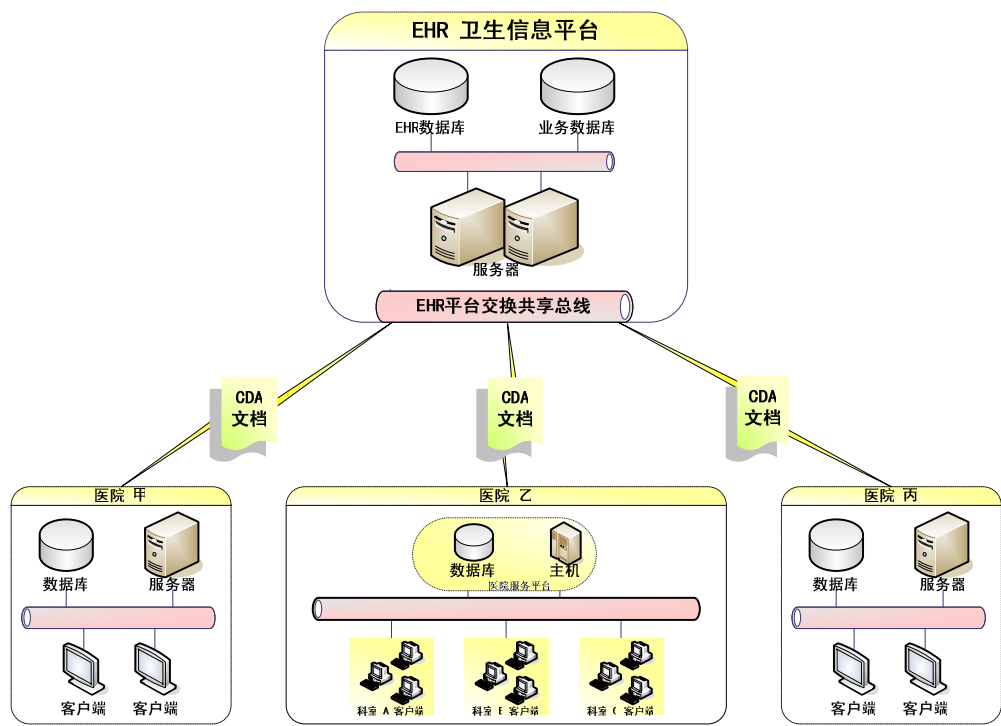 EHR 卫生信息平台
EHR数据库
业务数据库
服务器
EHR平台交换共享总线
CDA
文档
CDA
文档
CDA
文档
医院 甲
数据库
服务器
客户端
客户端
医院 乙
数据库
主机
医院服务平台
科室 A 客户端
科室 B 客户端
科室 C 客户端
医院 丙
数据库
服务器
客户端
客户端